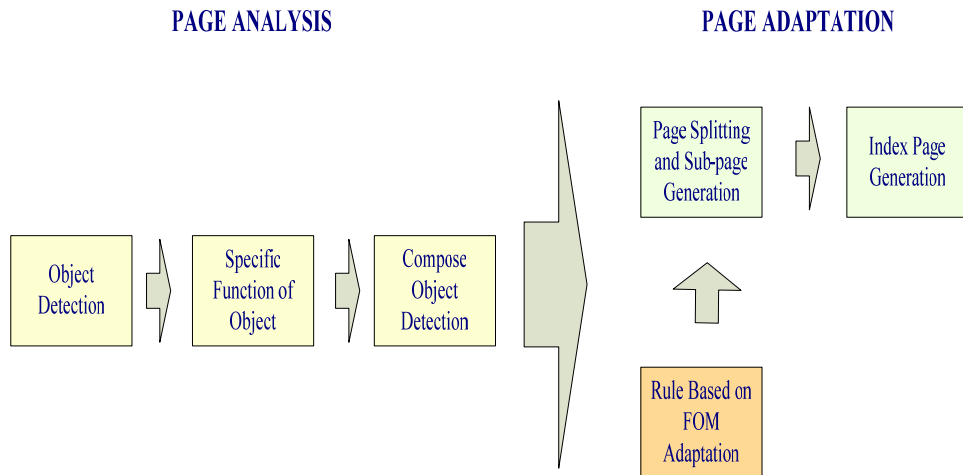 PAGE ANALYSIS
PAGE ADAPTATION
Object
Detection
Specific
Function of
Object
Compose
Object
Detection
Page Splitting
and Sub-page
Generation
Index Page
Generation
Rule Based on
FOM
Adaptation